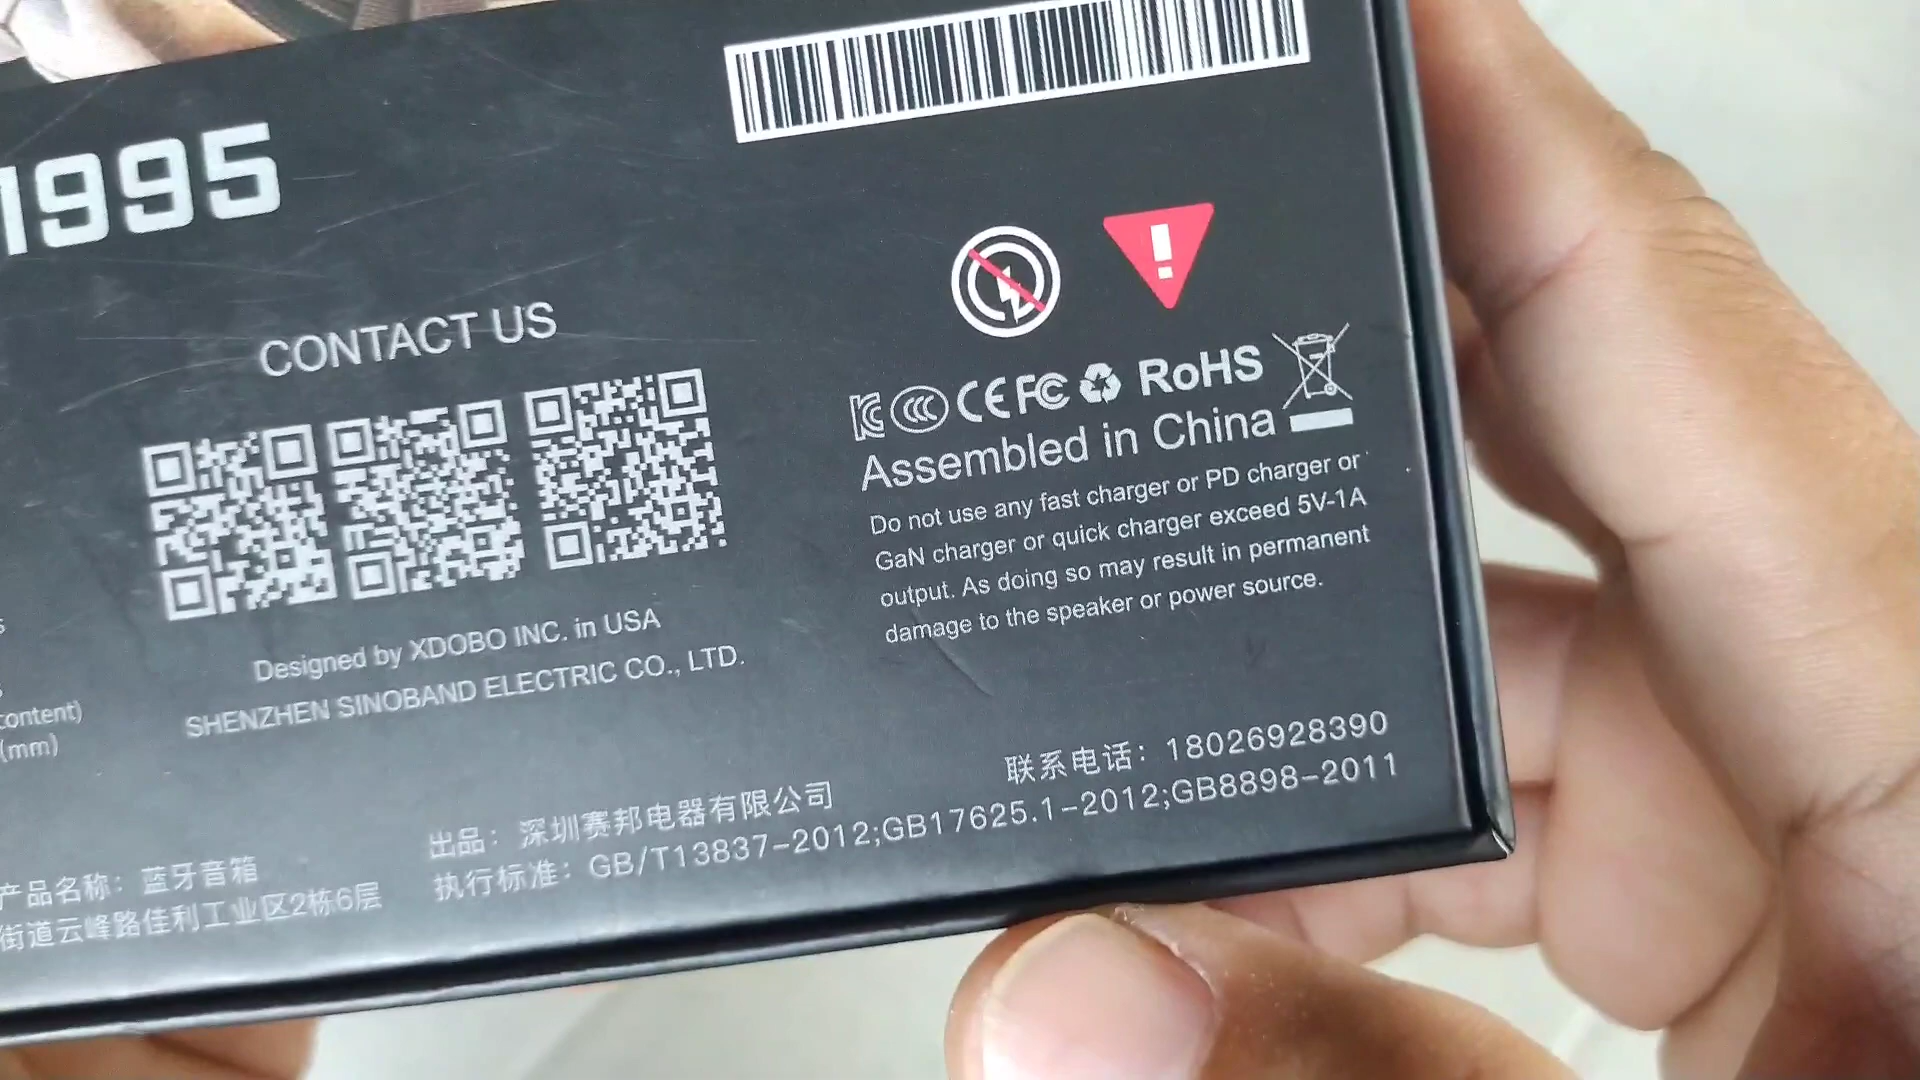 1995
CONTACT US
CE FC RoHS
Assembled in China
Do not use any fast charger or PD charger or
GaN charger or quick charger exceed 5V-1A
output. As doing so may result in permanent
damage to the speaker or power source.
Designed by XDOBO INC. in USA
SHENZHEN SINOBAND ELECTRIC CO., LTD.
content)
(mm)
联系电话：18026928390
出品：深圳赛邦电器有限公司
执行标准：GB/T13837-2012;GB17625.1-2012;GB8898-2011
产品名称：蓝牙音箱
街道云峰路佳利工业区2栋6层